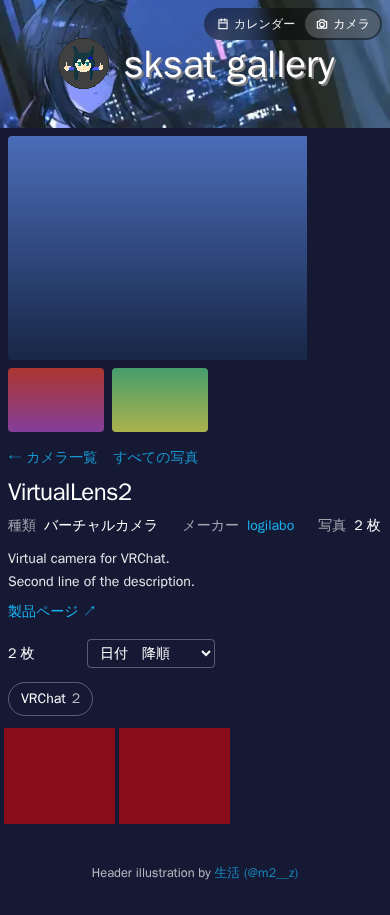 カレンダー カメラ
sksat gallery
← カメラ一覧 すべての写真
VirtualLens2
種類 バーチャルカメラ メーカー logilabo 写真 2 枚
Virtual camera for VRChat.
Second line of the description.
製品ページ ↗
2 枚 日付 降順
VRChat 2
Header illustration by 生活 (@m2__z)